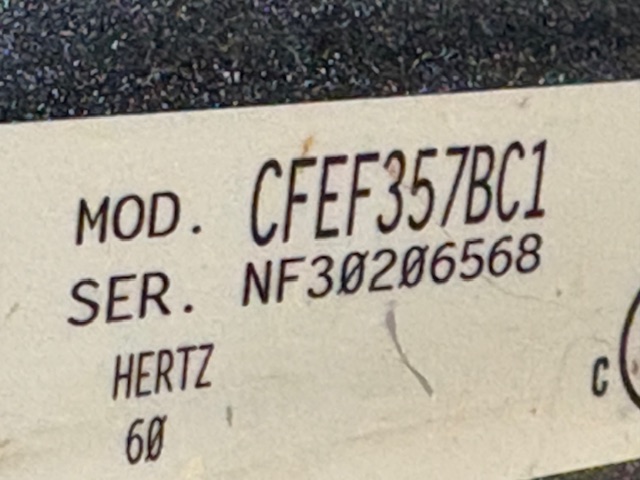 MOD. CFEF357BC1
SER. NF30206568
HERTZ
60
C